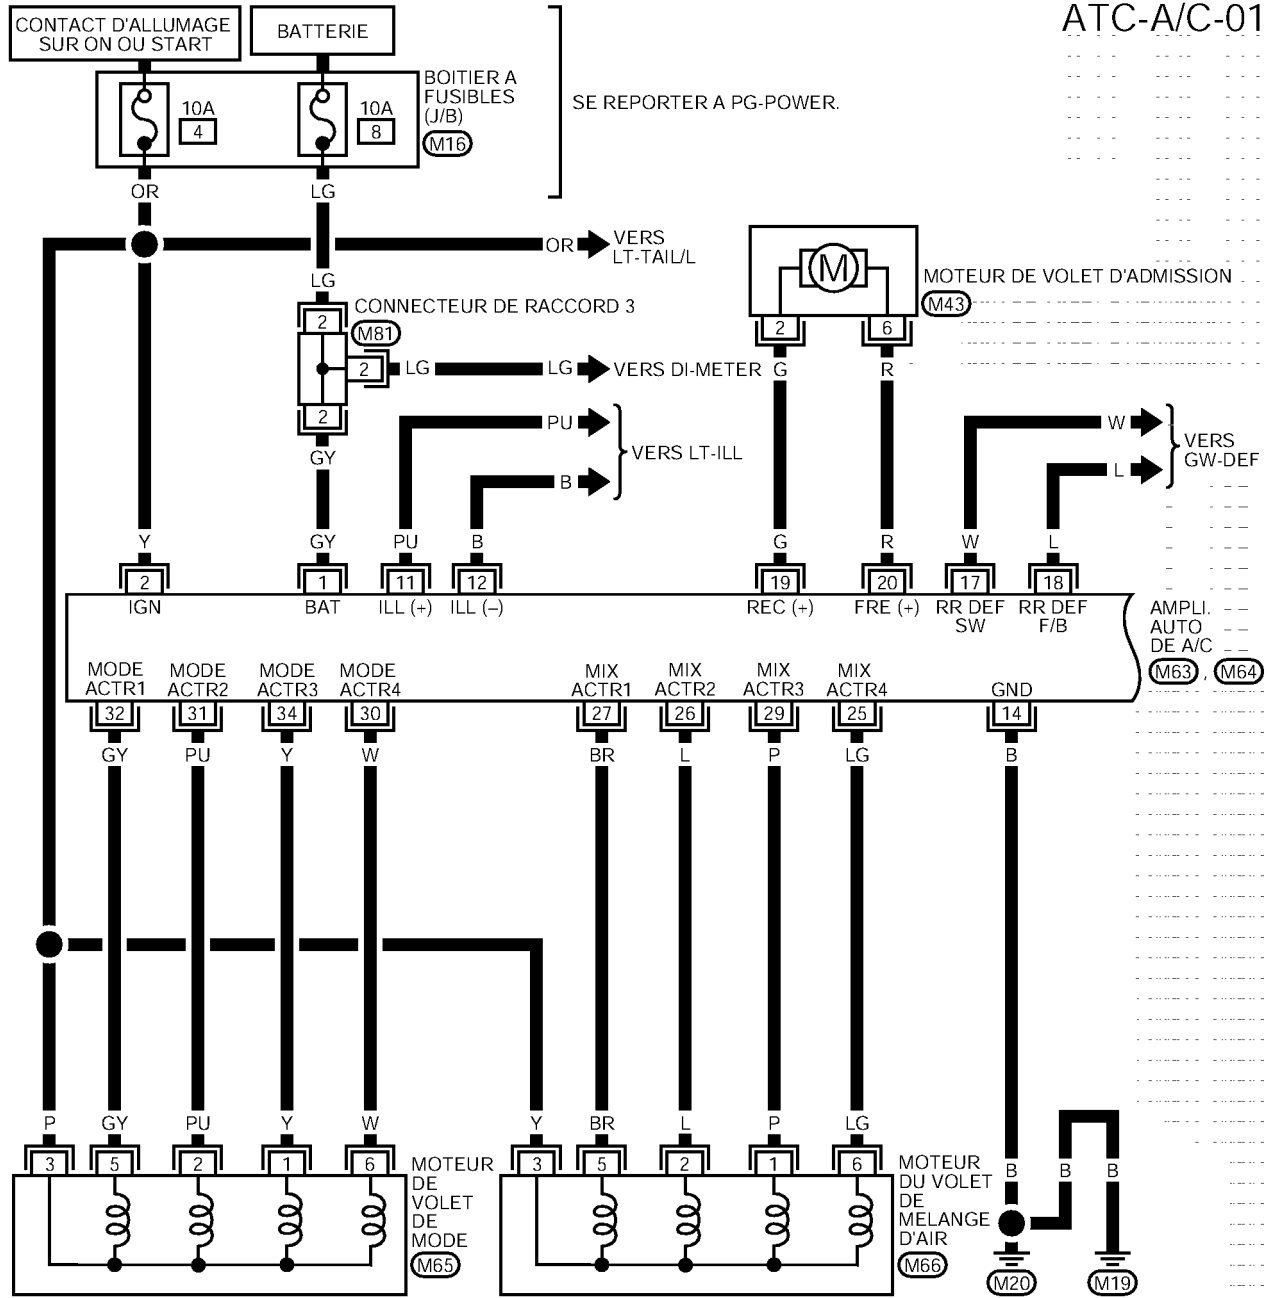 ATC-A/C-01
CONTACT D'ALLUMAGE
SUR ON OU START
BATTERIE
BOITIER A
FUSIBLES
(J/B)
M16
10A
4
10A
8
SE REPORTER A PG-POWER.
OR
LG
OR
VERS
LT-TAIL/L
LG
2
CONNECTEUR DE RACCORD 3
M81
2
LG
LG
VERS DI-METER
2
GY
PU
B
VERS LT-ILL
M
MOTEUR DE VOLET D'ADMISSION
M43
2
6
G
R
W
L
VERS
GW-DEF
Y
GY
PU
B
G
R
W
L
2
1
11
12
19
20
17
18
IGN
BAT
ILL (+)
ILL (–)
REC (+)
FRE (+)
RR DEF
SW
RR DEF
F/B
AMPLI.
AUTO
DE A/C
M63 , M64
MODE
ACTR1
MODE
ACTR2
MODE
ACTR3
MODE
ACTR4
MIX
ACTR1
MIX
ACTR2
MIX
ACTR3
MIX
ACTR4
GND
32
31
34
30
27
26
29
25
14
GY
PU
Y
W
BR
L
P
LG
B
P
GY
PU
Y
W
Y
BR
L
P
LG
3
5
2
1
6
3
5
2
1
6
MOTEUR
DE
VOLET
DE
MODE
M65
MOTEUR
DU VOLET
DE
MELANGE
D'AIR
M66
B
B
B
M20
M19